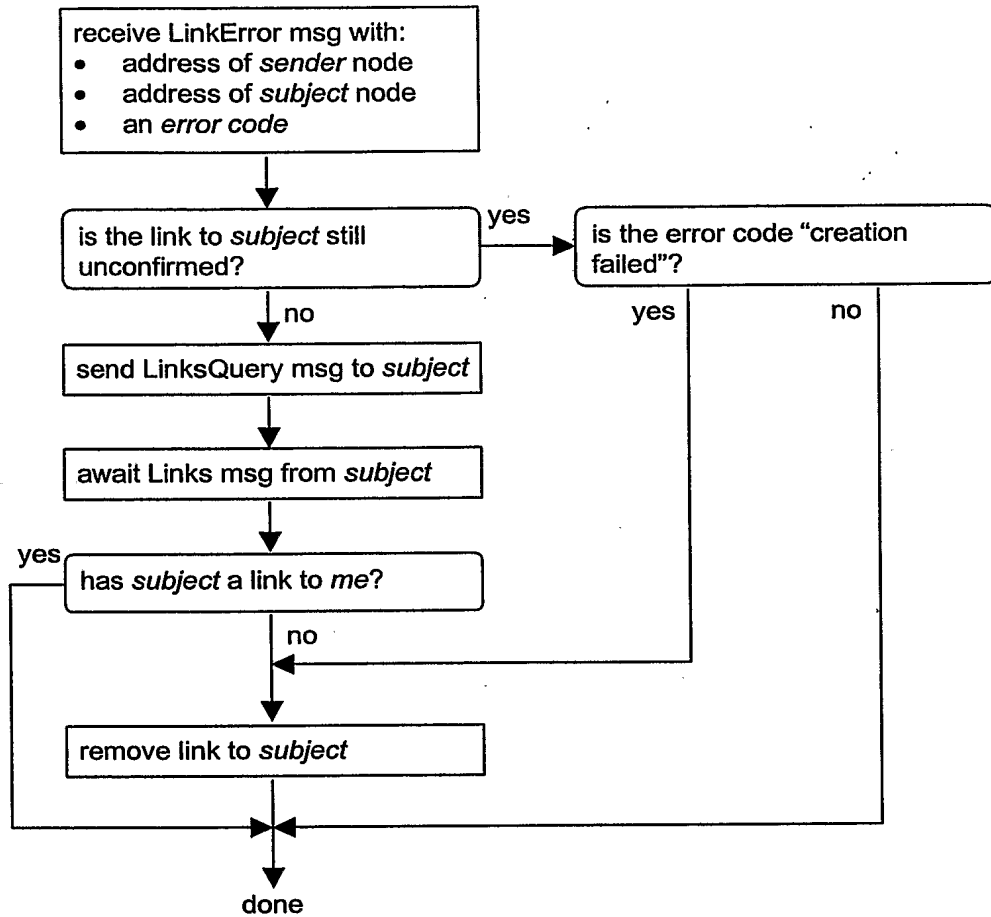 receive LinkError msg with:
• address of sender node
• address of subject node
• an error code
is the link to subject still
unconfirmed?
yes
is the error code “creation
failed”?
no
yes
no
send LinksQuery msg to subject
await Links msg from subject
yes
has subject a link to me?
no
remove link to subject
done